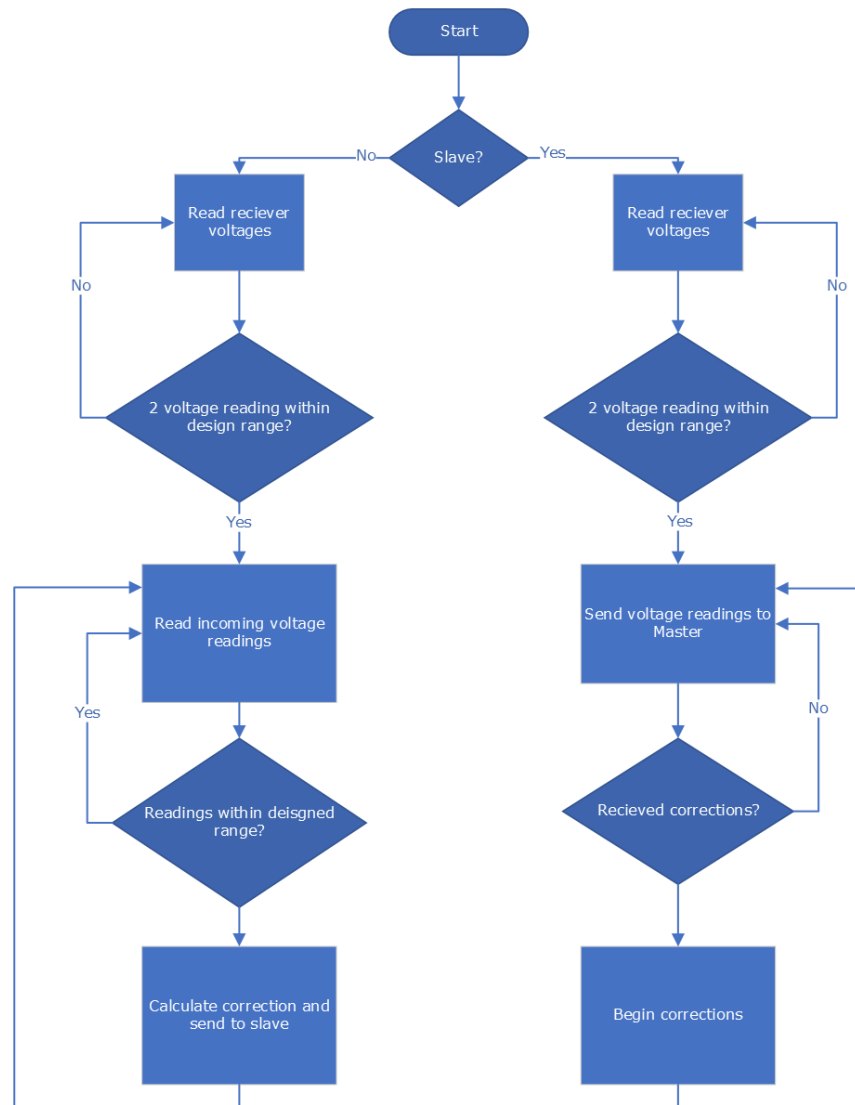 Start
Slave?
No
Yes
Read reciever
voltages
Read reciever
voltages
No
No
2 voltage reading within
design range?
2 voltage reading within
design range?
Yes
Yes
Read incoming voltage
readings
Send voltage readings to
Master
Yes
No
Readings within deisgned
range?
Recieved corrections?
Calculate correction and
send to slave
Begin corrections